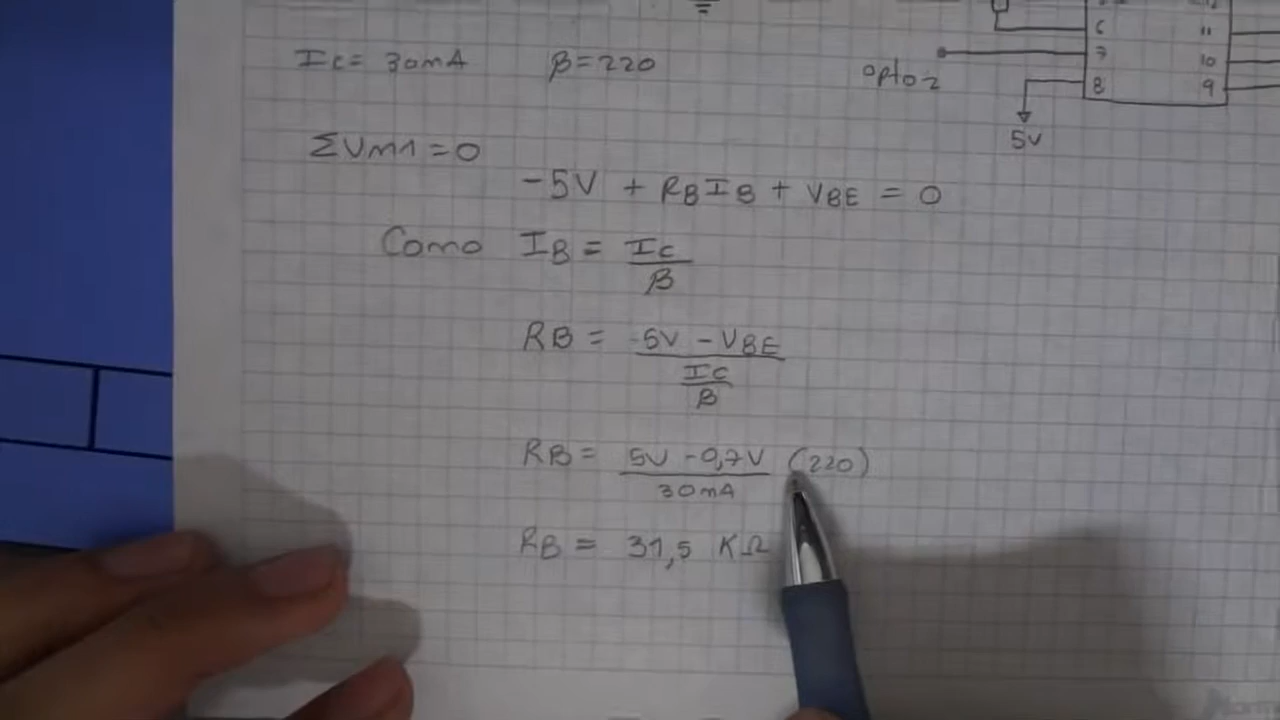 6 11
7 10
8 9
opto-2
5V
Ic = 30mA β=220
ΣVm1=0
-5V + RBIB + VBE = 0
Como IB = Ic
β
RB = 5V - VBE
Ic
β
RB = 5V - 0,7V (220)
30mA
RB = 31,5 KΩ